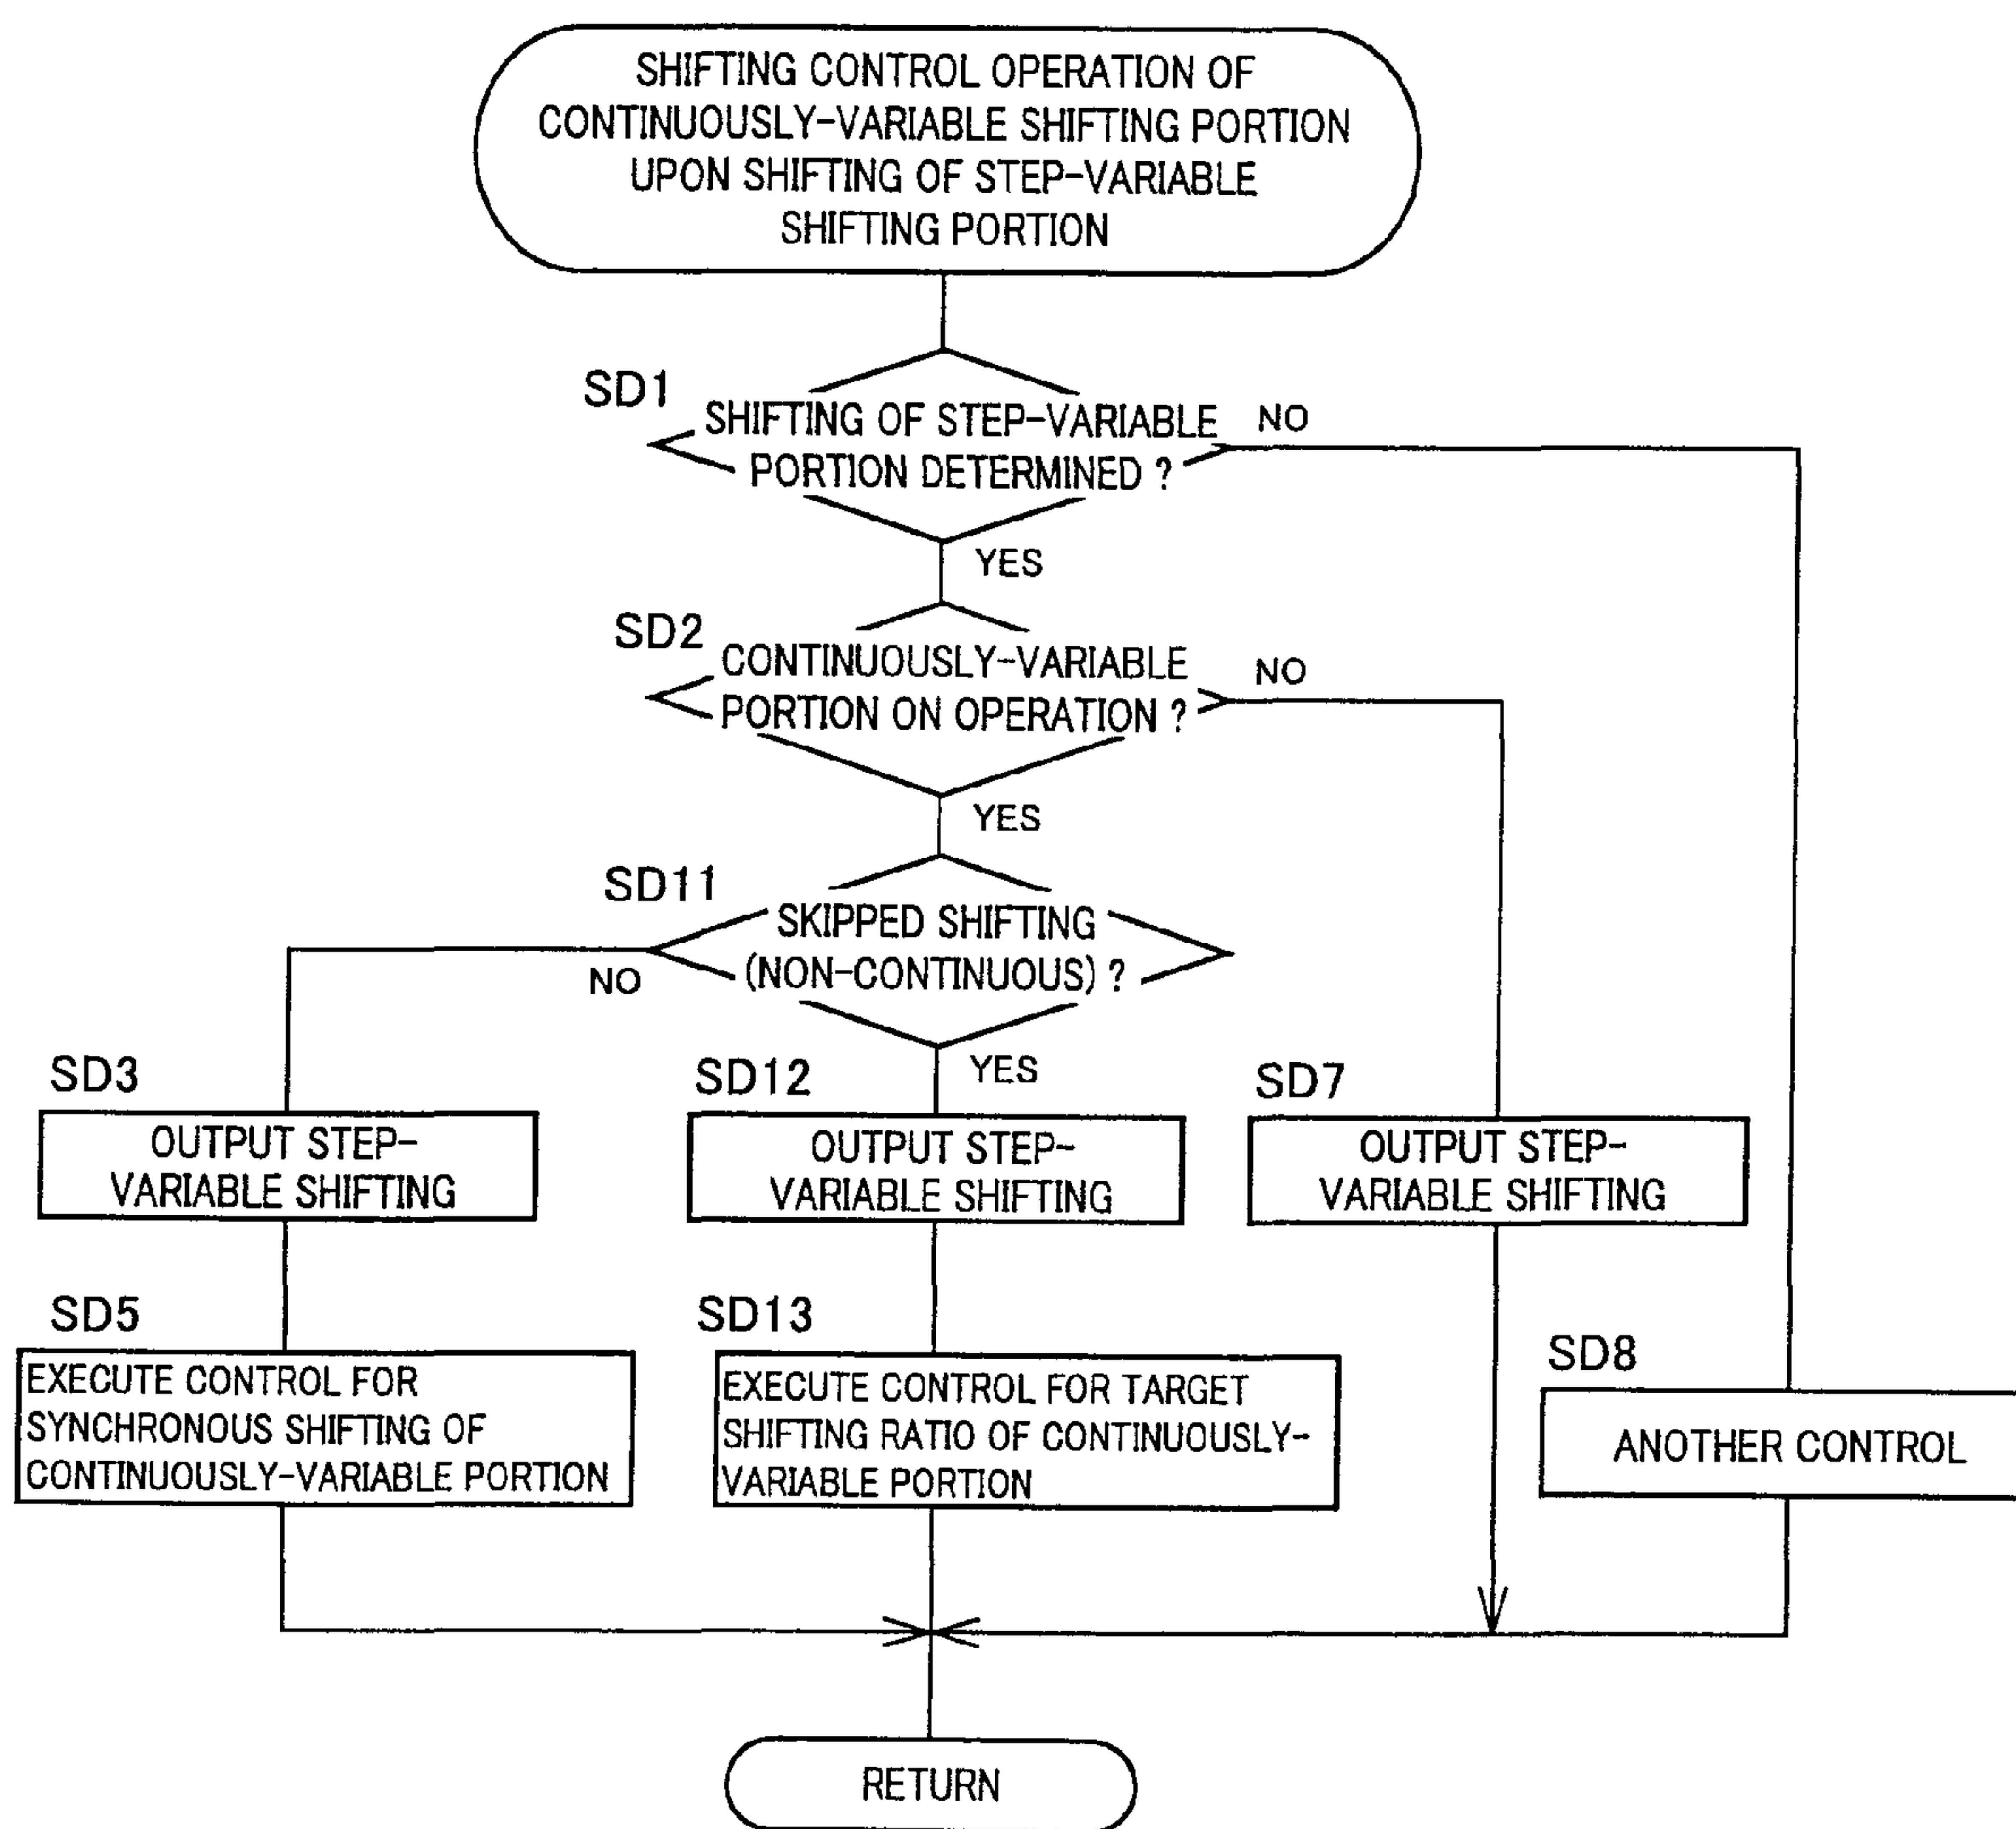 SHIFTING CONTROL OPERATION OF
CONTINUOUSLY-VARIABLE SHIFTING PORTION
UPON SHIFTING OF STEP-VARIABLE
SHIFTING PORTION
SD1
SHIFTING OF STEP-VARIABLE
PORTION DETERMINED ?
NO
YES
SD2
CONTINUOUSLY-VARIABLE
PORTION ON OPERATION ?
NO
YES
SD11
SKIPPED SHIFTING
(NON-CONTINUOUS) ?
NO
YES
SD3
OUTPUT STEP-
VARIABLE SHIFTING
SD12
OUTPUT STEP-
VARIABLE SHIFTING
SD7
OUTPUT STEP-
VARIABLE SHIFTING
SD5
EXECUTE CONTROL FOR
SYNCHRONOUS SHIFTING OF
CONTINUOUSLY-VARIABLE PORTION
SD13
EXECUTE CONTROL FOR TARGET
SHIFTING RATIO OF CONTINUOUSLY-
VARIABLE PORTION
SD8
ANOTHER CONTROL
RETURN